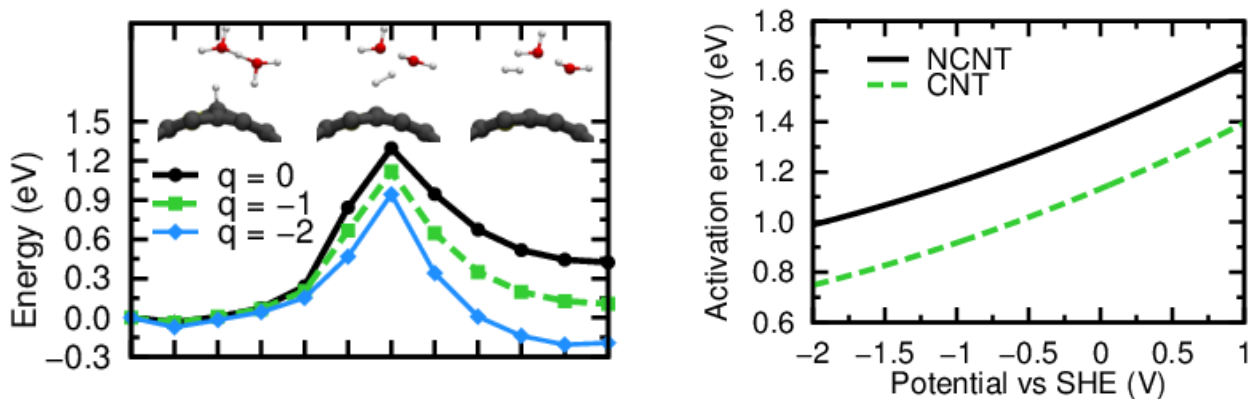 Energy (eV)
1.5
1.2
0.9
0.6
0.3
0.0
−0.3
q = 0
q = −1
q = −2
Activation energy (eV)
1.8
1.6
1.4
1.2
1.0
0.8
0.6
NCNT
CNT
−2 −1.5 −1 −0.5 0 0.5 1
Potential vs SHE (V)